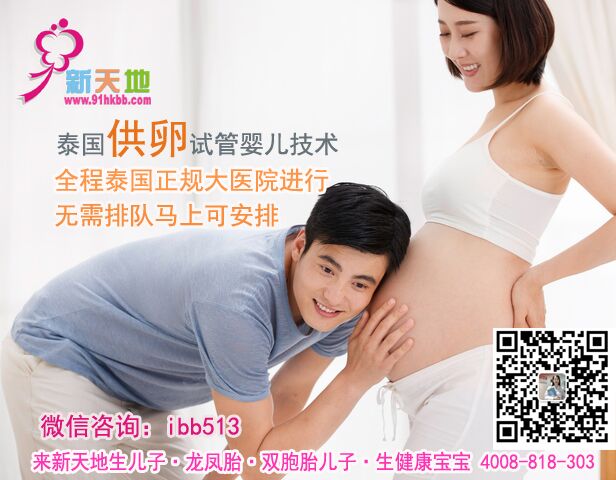 新天地
www.91hkbb.com
泰国供卵试管婴儿技术
全程泰国正规大医院进行
无需排队马上可安排
微信咨询：ibb513
来新天地生儿子·龙凤胎·双胞胎儿子·生健康宝宝 4008-818-303